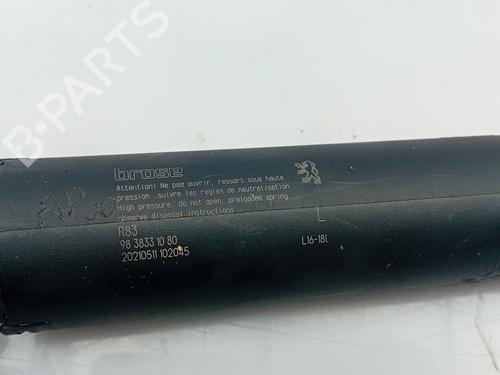 B-PARTS
brose
Attention! Ne pas ouvrir, ressort sous haute
pression ,suivre les règles de neutralisation
High pressure, do not open, preloaded spring,
observe disposal instructions
L
R83
98 3833 10 80
L16-181
20210511 102045